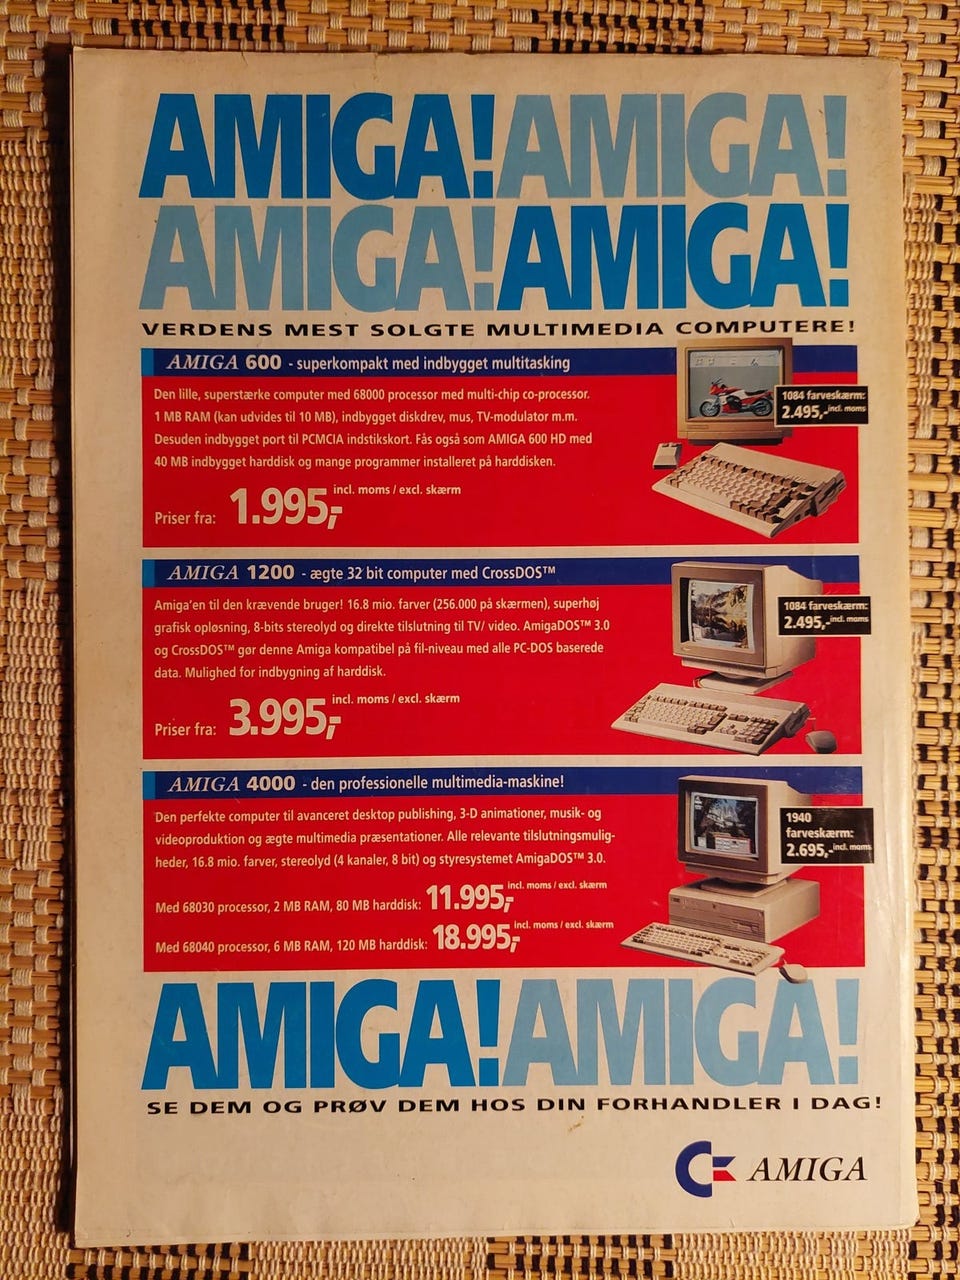 AMIGA! AMIGA!
AMIGA! AMIGA!
VERDENS MEST SOLGTE MULTIMEDIA COMPUTERE!
AMIGA 600 - superkompakt med indbygget multitasking
Den lille, superstærke computer med 68000 processor med multi-chip co-processor.
1 MB RAM (kan udvides til 10 MB), indbygget diskdrev, mus, TV-modulator m.m.
Desuden indbygget port til PCMCIA indstikskort. Fås også som AMIGA 600 HD med
40 MB indbygget harddisk og mange programmer installeret på harddisken.
Priser fra: 1.995,- incl. moms / excl. skærm
1084 farveskærm:
2.495,- incl. moms
AMIGA 1200 - ægte 32 bit computer med CrossDOS™
Amiga'en til den krævende bruger! 16.8 mio. farver (256.000 på skærmen), superhøj
grafisk opløsning, 8-bits stereolyd og direkte tilslutning til TV/ video. AmigaDOS™ 3.0
og CrossDOS™ gør denne Amiga kompatibel på fil-niveau med alle PC-DOS baserede
data. Mulighed for indbygning af harddisk.
Priser fra: 3.995,- incl. moms / excl. skærm
1084 farveskærm:
2.495,- incl. moms
AMIGA 4000 - den professionelle multimedia-maskine!
Den perfekte computer til avanceret desktop publishing, 3-D animationer, musik- og
videoproduktion og ægte multimedia præsentationer. Alle relevante tilslutningsmulig-
heder, 16.8 mio. farver, stereolyd (4 kanaler, 8 bit) og styresystemet AmigaDOS™ 3.0.
Med 68030 processor, 2 MB RAM, 80 MB harddisk: 11.995,- incl. moms / excl. skærm
Med 68040 processor, 6 MB RAM, 120 MB harddisk: 18.995,- incl. moms / excl. skærm
1940
farveskærm:
2.695,- incl. moms
AMIGA! AMIGA!
SE DEM OG PRØV DEM HOS DIN FORHANDLER I DAG!
AMIGA